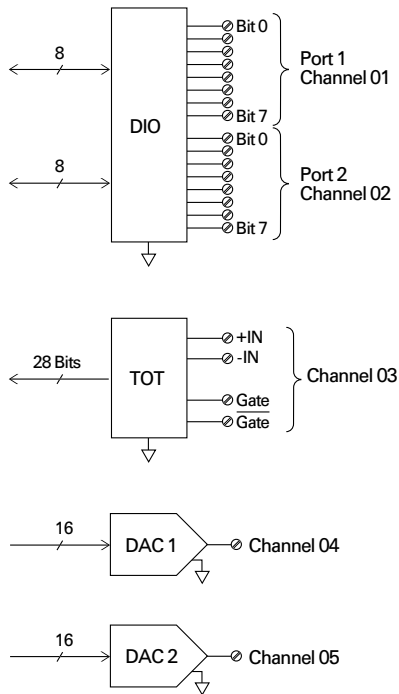 Bit 0
8
Port 1
Channel 01
DIO
Bit 7
Bit 0
8
Port 2
Channel 02
Bit 7
+IN
28 Bits
-IN
TOT
Channel 03
Gate
Gate
16
DAC 1
Channel 04
16
DAC 2
Channel 05